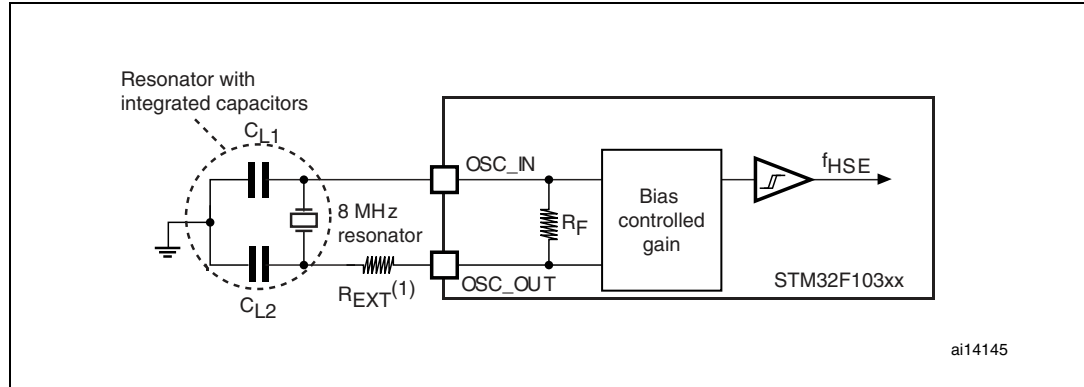 Resonator with
integrated capacitors
CL1
OSC_IN
fHSE
8 MHz
resonator
RF
Bias
controlled
gain
STM32F103xx
REXT(1)
OSC_OUT
CL2
ai14145